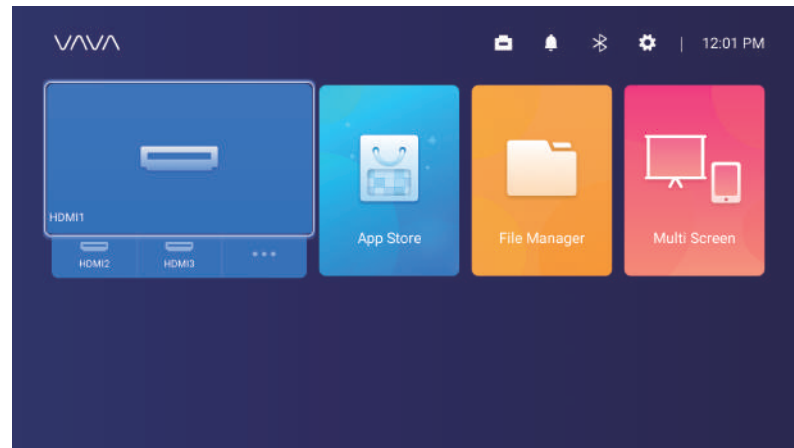 VAVA
12:01 PM
HDMI1
HDMI2
HDMI3
App Store
File Manager
Multi Screen